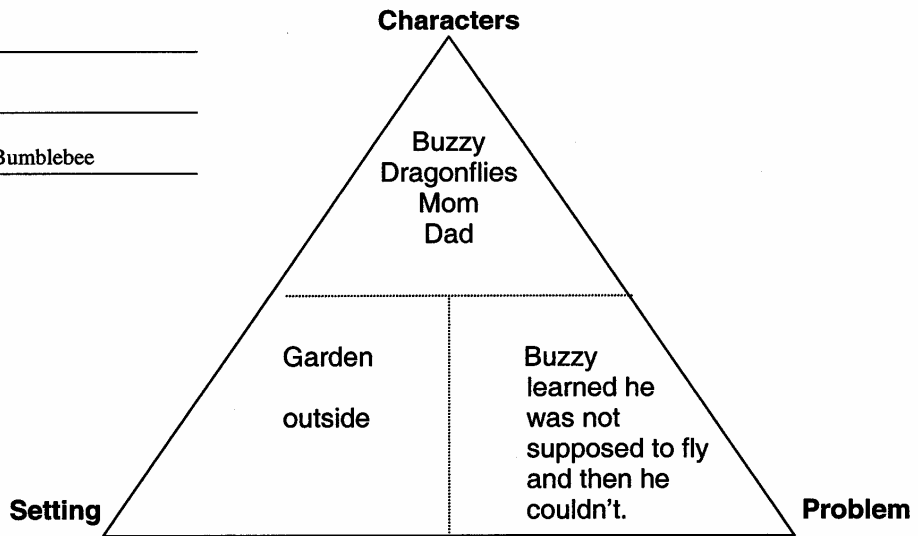 Characters
Bumblebee
Buzzy
Dragonflies
Mom
Dad
Garden
outside
Buzzy
learned he
was not
supposed to fly
and then he
couldn't.
Setting
Problem